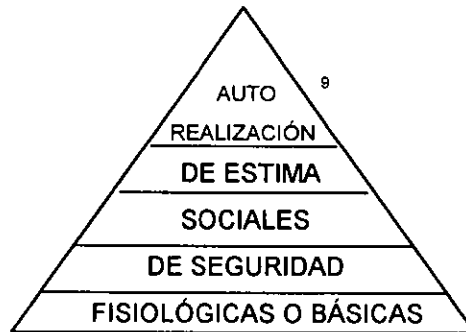 AUTO 9
REALIZACIÓN
DE ESTIMA
SOCIALES
DE SEGURIDAD
FISIOLÓGICAS O BÁSICAS